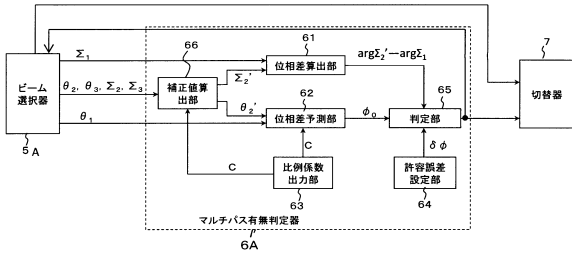 7
66
61
Σ₁
位相差算出部
argΣ₂'−argΣ₁
ビーム
選択器
θ₂, θ₃, Σ₂, Σ₃
補正値算
出部
Σ₂'
62
65
切替器
θ₂'
位相差予測部
φ₀
判定部
θ₁
5A
C
δφ
C
比例係数
出力部
許容誤差
設定部
63
64
マルチパス有無判定器
6A